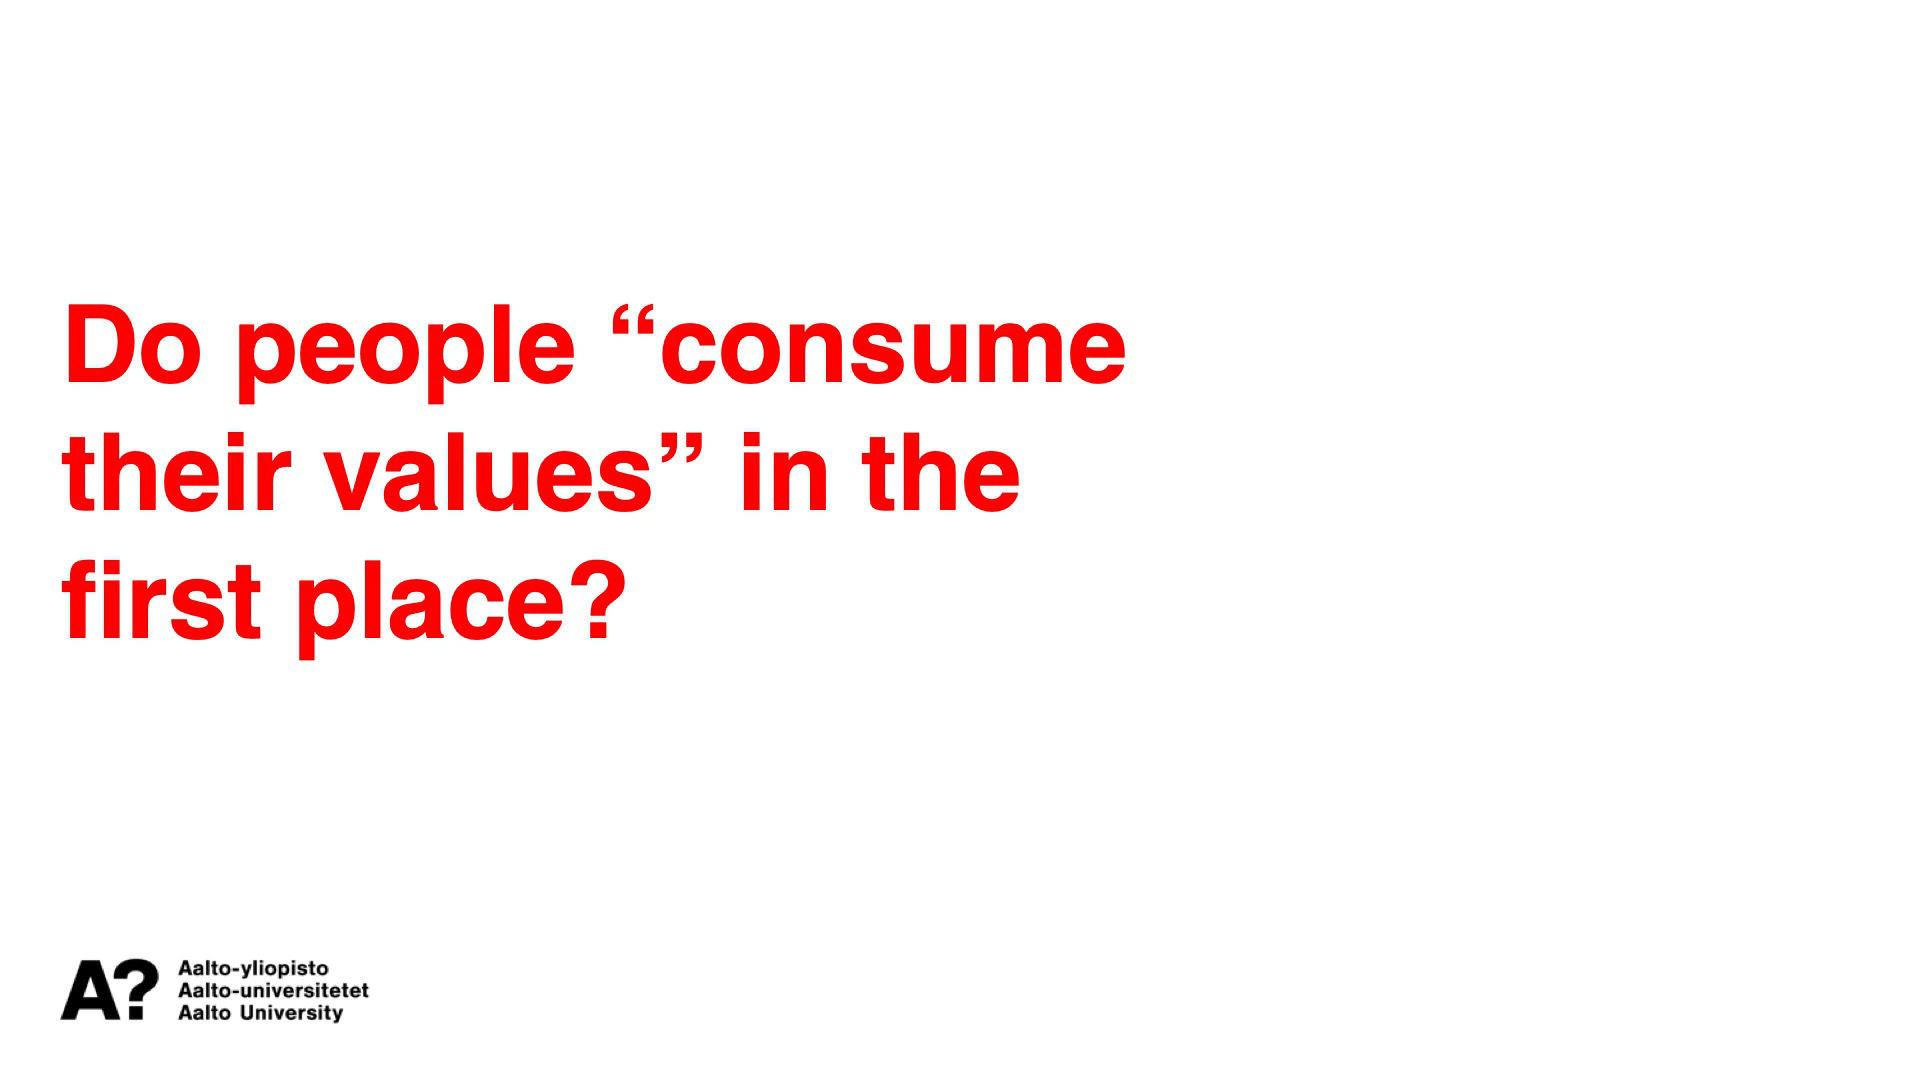 Do people “consume
their values” in the
first place?
A?
Aalto-yliopisto
Aalto-universitetet
Aalto University